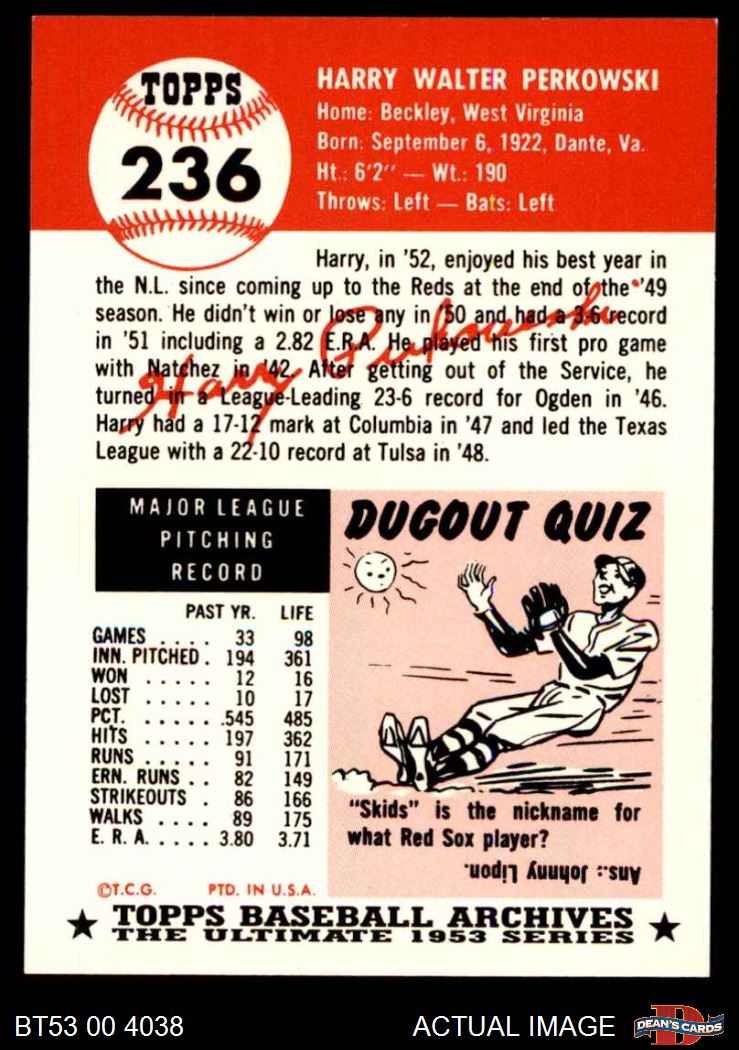 TOPPS
236
HARRY WALTER PERKOWSKI
Home: Beckley, West Virginia
Born: September 6, 1922, Dante, Va.
Ht.: 6'2" — Wt.: 190
Throws: Left — Bats: Left
Harry, in '52, enjoyed his best year in
the N.L. since coming up to the Reds at the end of the '49
season. He didn't win or lose any in '50 and had a 3-6 record
in '51 including a 2.82 E.R.A. He played his first pro game
with Natchez in '42. After getting out of the Service, he
turned in a League-Leading 23-6 record for Ogden in '46.
Harry had a 17-12 mark at Columbia in '47 and led the Texas
League with a 22-10 record at Tulsa in '48.
Harry Perkowski
MAJOR LEAGUE
PITCHING
RECORD
PAST YR. LIFE
GAMES . . . . 33 98
INN. PITCHED . 194 361
WON . . . . . 12 16
LOST . . . . . 10 17
PCT. . . . . . .545 485
HITS . . . . . 197 362
RUNS . . . . . 91 171
ERN. RUNS . . 82 149
STRIKEOUTS . 86 166
WALKS . . . . 89 175
E. R. A. . . . . . 3.80 3.71
DUGOUT QUIZ
"Skids" is the nickname for
what Red Sox player?
Ans.: Johnny Lipon.
©T.C.G. PTD. IN U.S.A.
★ TOPPS BASEBALL ARCHIVES ★
THE ULTIMATE 1953 SERIES
BT53 00 4038 ACTUAL IMAGE
D
DEAN'S CARDS